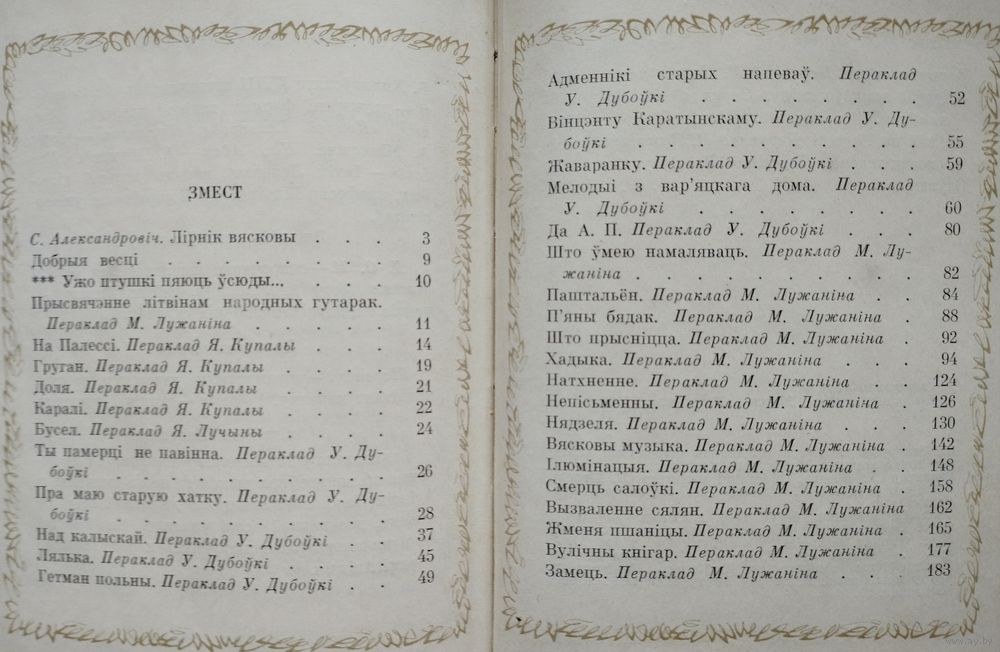 ЗМЕСТ
С. Александровіч. Лірнік вясковы . . . 3
Добрыя весці . . . . . . 9
*** Ужо птушкі пяюць ўсюды... . . . 10
Прысвячэнне літвінам народных гутарак.
Пераклад М. Лужаніна . . . . . 11
На Палессі. Пераклад Я. Купалы . . . 14
Груган. Пераклад Я. Купалы . . . . 19
Доля. Пераклад Я. Купалы . . . . 21
Каралі. Пераклад Я. Купалы . . . . 22
Бусел. Пераклад Я. Лучыны . . . . 24
Ты памерці не павінна. Пераклад У. Ду-
боўкі . . . . . . . . . 26
Пра маю старую хатку. Пераклад У. Ду-
боўкі . . . . . . . . . 28
Над калыскай. Пераклад У. Дубоўкі . . 37
Лялька. Пераклад У. Дубоўкі . . . . 45
Гетман польны. Пераклад У. Дубоўкі . . 49
Адменнікі старых напеваў. Пераклад
У. Дубоўкі . . . . . . . . 52
Вінцэнту Каратынскаму. Пераклад У. Ду-
боўкі . . . . . . . . . 55
Жаваранку. Пераклад У. Дубоўкі . . . 59
Мелодыі з вар'яцкага дома. Пераклад
У. Дубоўкі . . . . . . . . 60
Да А. П. Пераклад У. Дубоўкі . . . 80
Што ўмею намаляваць. Пераклад М. Лу-
жаніна . . . . . . . . . 82
Паштальён. Пераклад М. Лужаніна . . 84
П'яны бядак. Пераклад М. Лужаніна . . 88
Што прысніцца. Пераклад М. Лужаніна . 92
Хадыка. Пераклад М. Лужаніна . . . 94
Натхненне. Пераклад М. Лужаніна . . 124
Непісьменны. Пераклад М. Лужаніна . 126
Нядзеля. Пераклад М. Лужаніна . . . 130
Вясковы музыка. Пераклад М. Лужаніна . 142
Ілюмінацыя. Пераклад М. Лужаніна . . 148
Смерць салоўкі. Пераклад М. Лужаніна . 158
Вызваленне сялян. Пераклад М. Лужаніна 162
Жменя пшаніцы. Пераклад М. Лужаніна . 165
Вулічны кнігар. Пераклад М. Лужаніна . 177
Замець. Пераклад М. Лужаніна . . . 183
www.ay.by